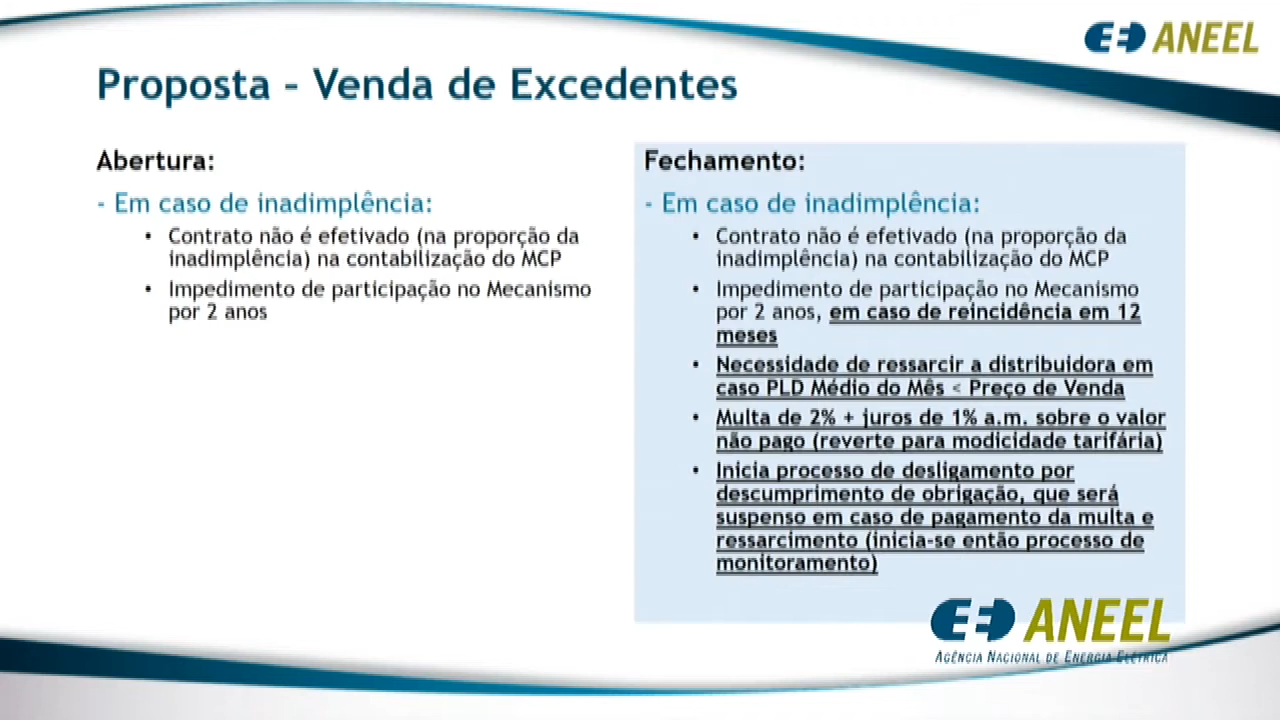 ANEEL
Proposta – Venda de Excedentes
Abertura:
- Em caso de inadimplência:
• Contrato não é efetivado (na proporção da
inadimplência) na contabilização do MCP
• Impedimento de participação no Mecanismo
por 2 anos
Fechamento:
- Em caso de inadimplência:
• Contrato não é efetivado (na proporção da
inadimplência) na contabilização do MCP
• Impedimento de participação no Mecanismo
por 2 anos, em caso de reincidência em 12
meses
• Necessidade de ressarcir a distribuidora em
caso PLD Médio do Mês < Preço de Venda
• Multa de 2% + juros de 1% a.m. sobre o valor
não pago (reverte para modicidade tarifária)
• Inicia processo de desligamento por
descumprimento de obrigação, que será
suspenso em caso de pagamento da multa e
ressarcimento (inicia-se então processo de
monitoramento)
ANEEL
AGÊNCIA NACIONAL DE ENERGIA ELÉTRICA